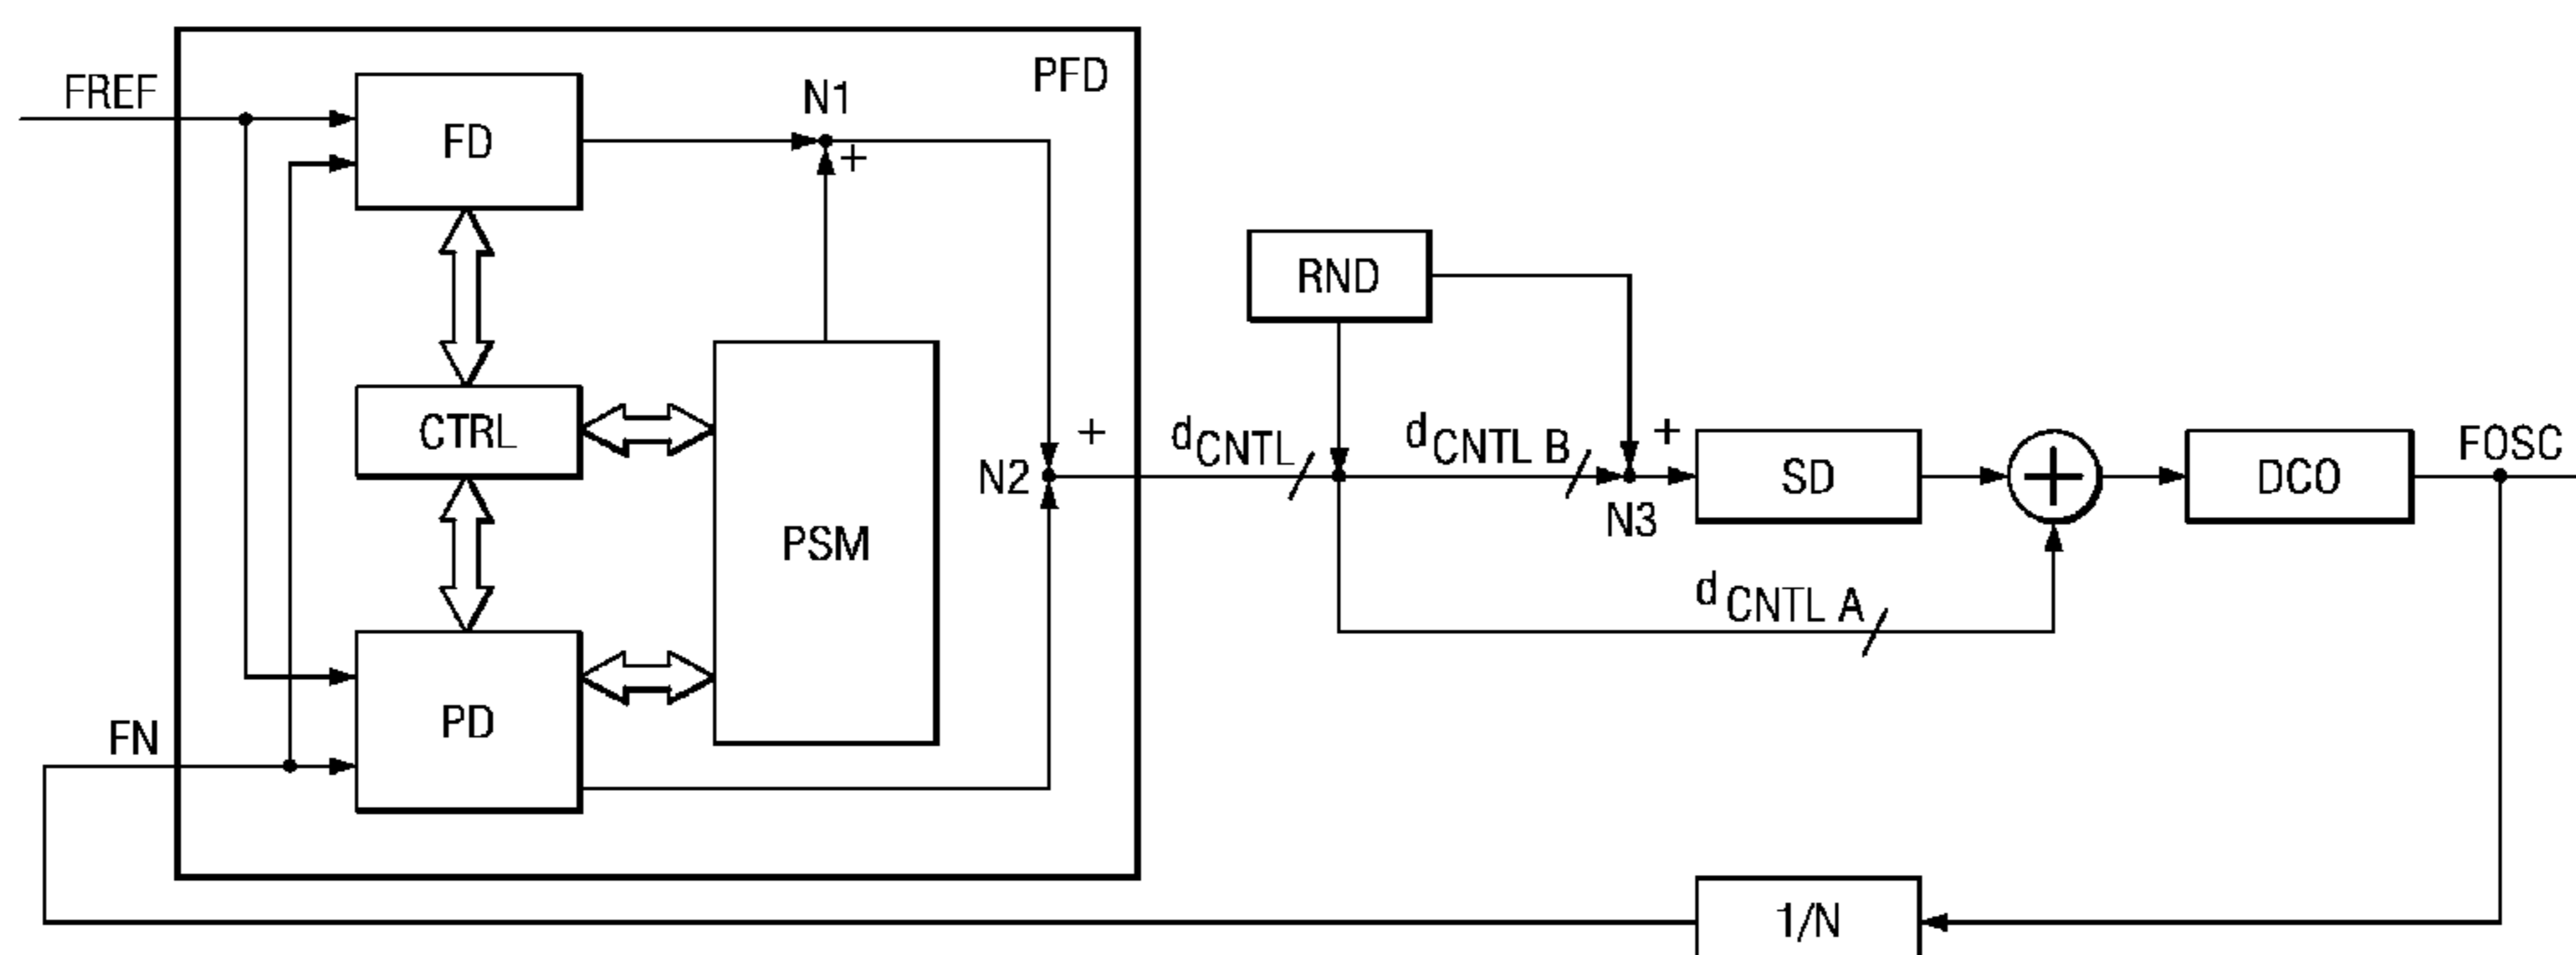 PFD
FREF
FD
N1
+
RND
CTRL
PSM
+
N2
dCNTL
dCNTL B
+
N3
SD
+
DCO
FOSC
dCNTL A
FN
PD
1/N